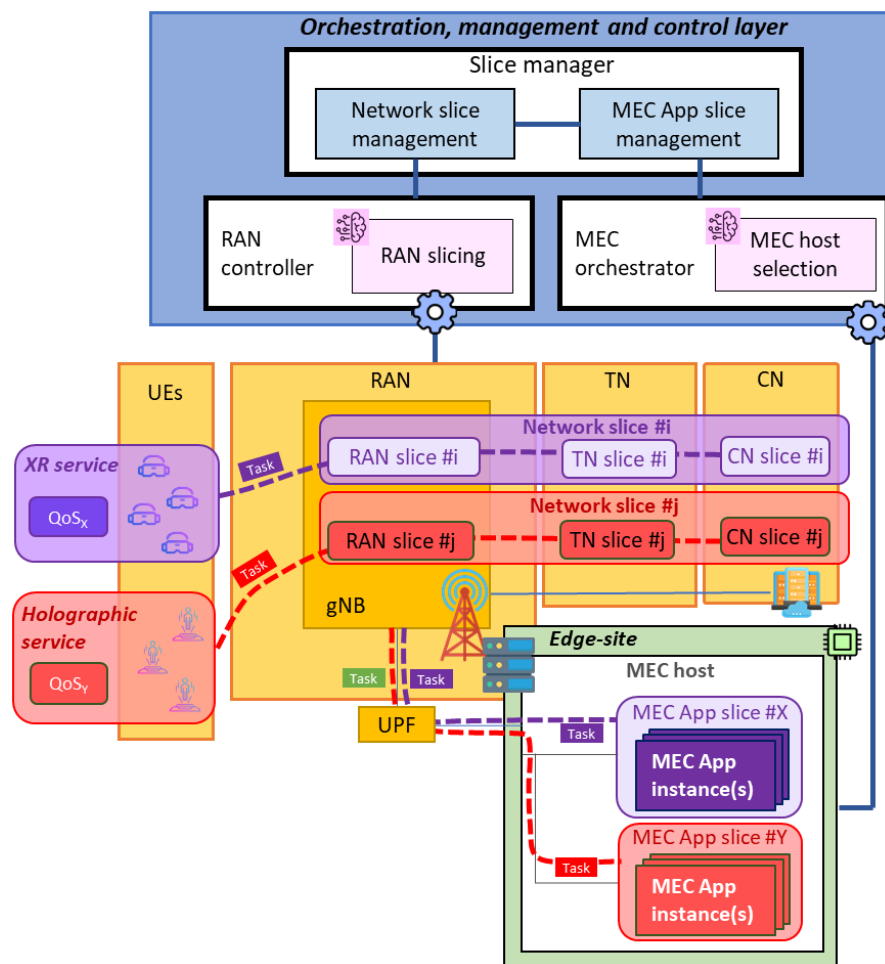 Orchestration, management and control layer
Slice manager
Network slice
management
MEC App slice
management
RAN
controller
RAN slicing
MEC
orchestrator
MEC host
selection
UEs
RAN
TN
CN
XR service
QoSX
Task
Network slice #i
RAN slice #i
TN slice #i
CN slice #i
Network slice #j
RAN slice #j
TN slice #j
CN slice #j
Task
Holographic
service
QoSY
gNB
Task
Task
UPF
Edge-site
MEC host
MEC App slice #X
Task
MEC App
instance(s)
MEC App slice #Y
Task
MEC App
instance(s)